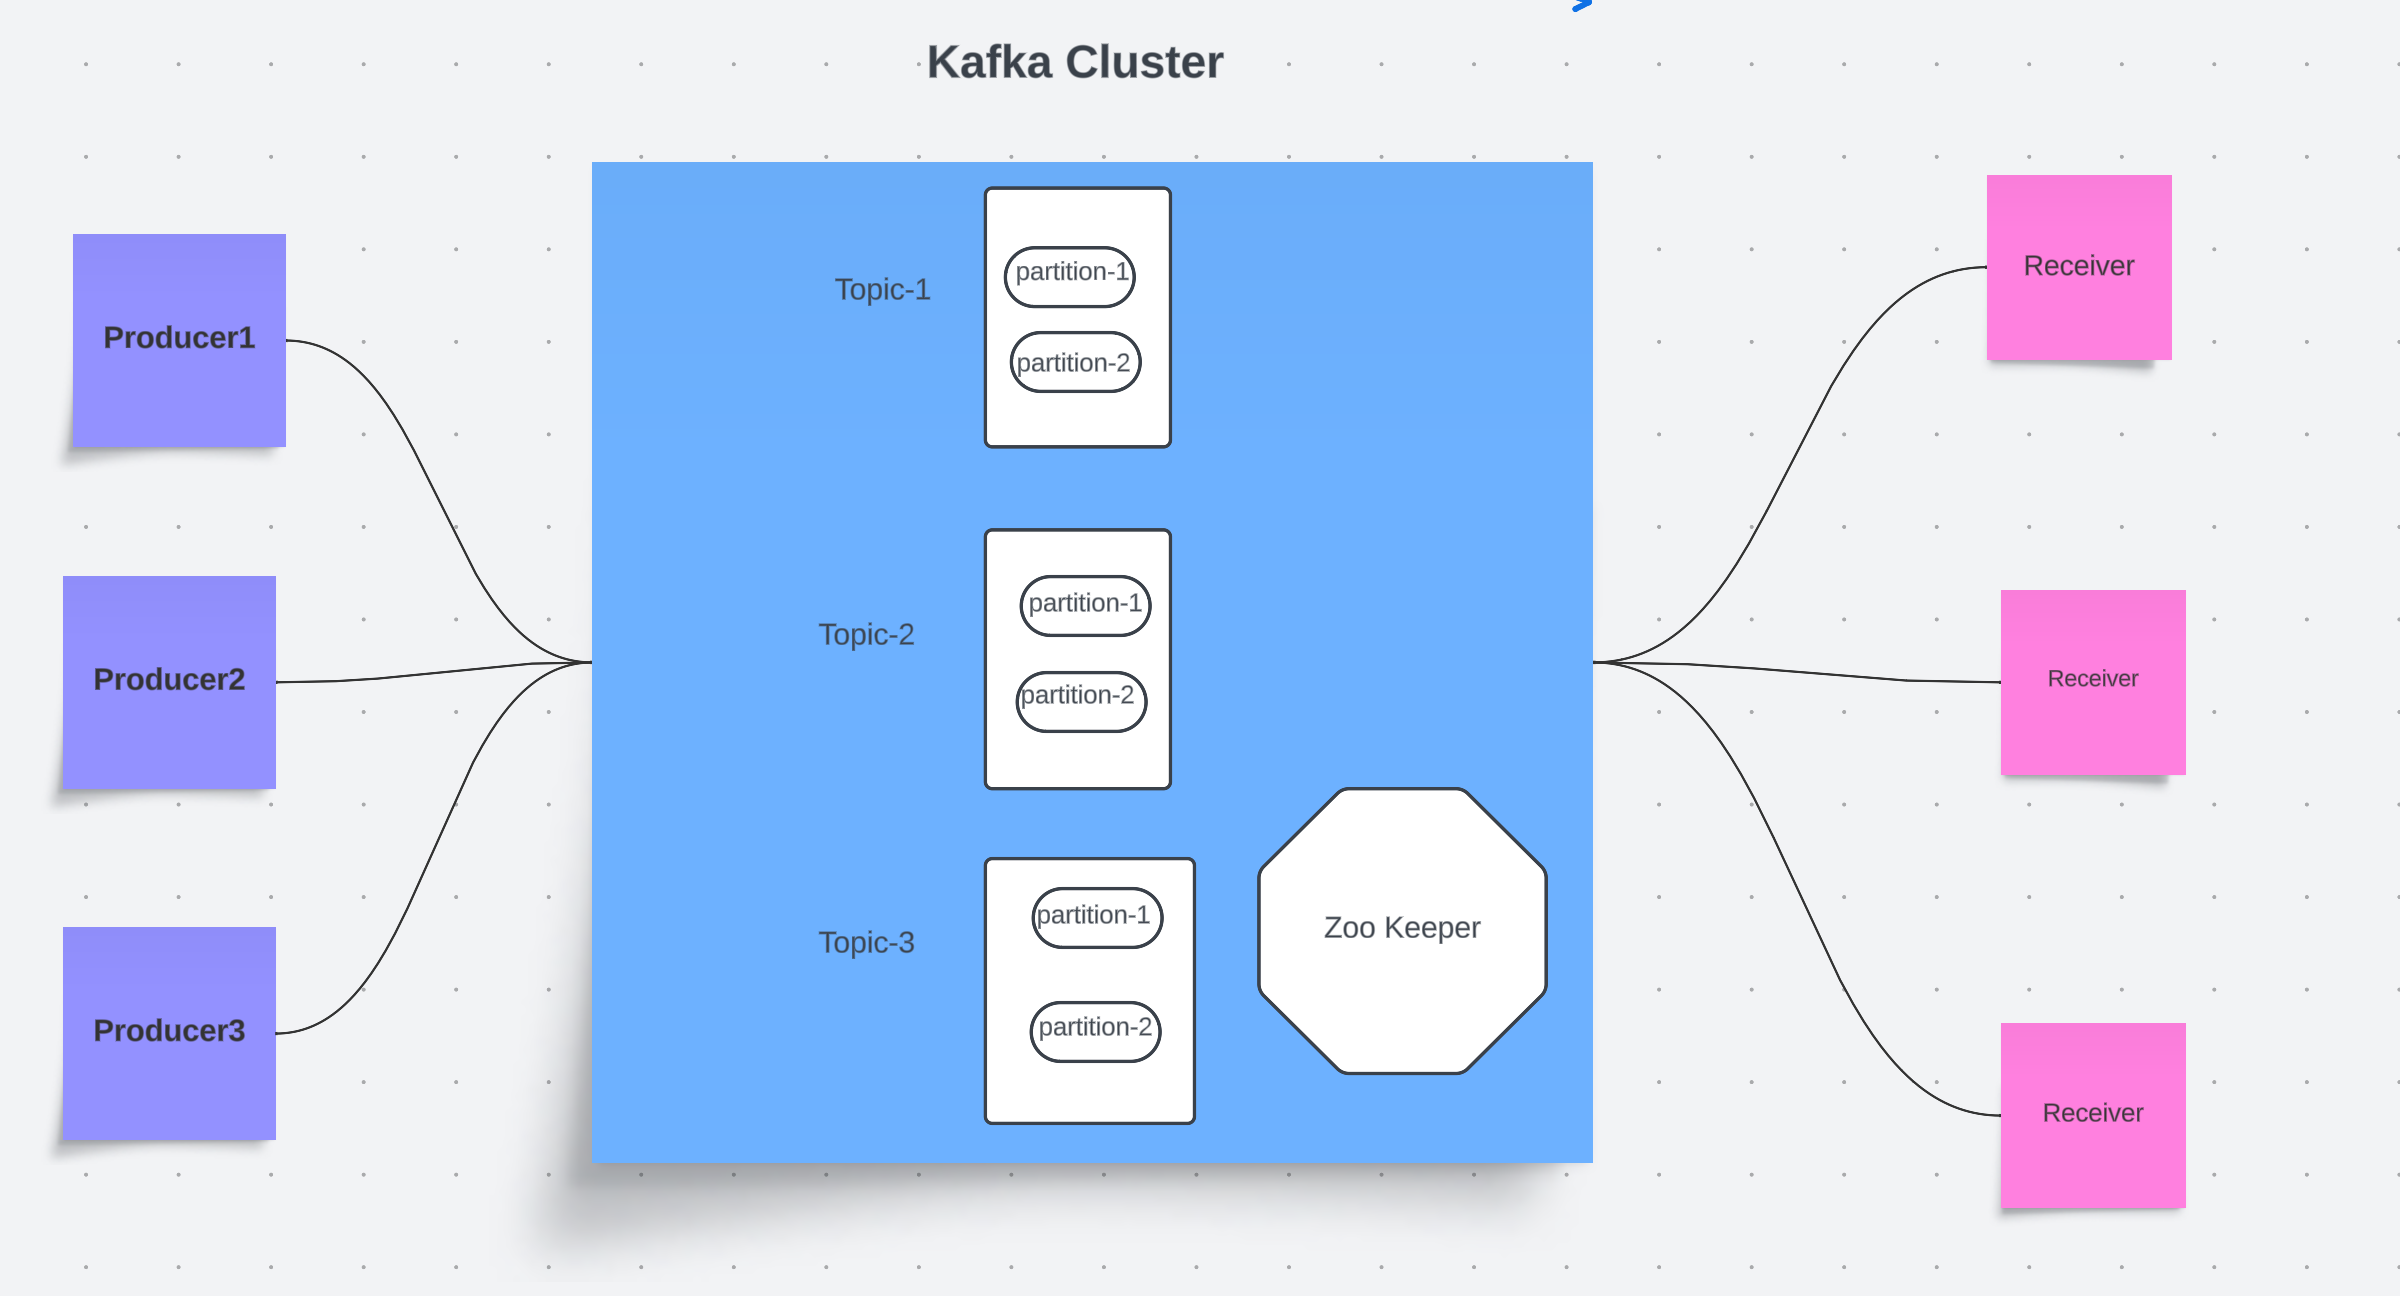 Kafka Cluster
Producer1
Producer2
Producer3
Topic-1
partition-1
partition-2
Topic-2
partition-1
partition-2
Topic-3
partition-1
partition-2
Zoo Keeper
Receiver
Receiver
Receiver